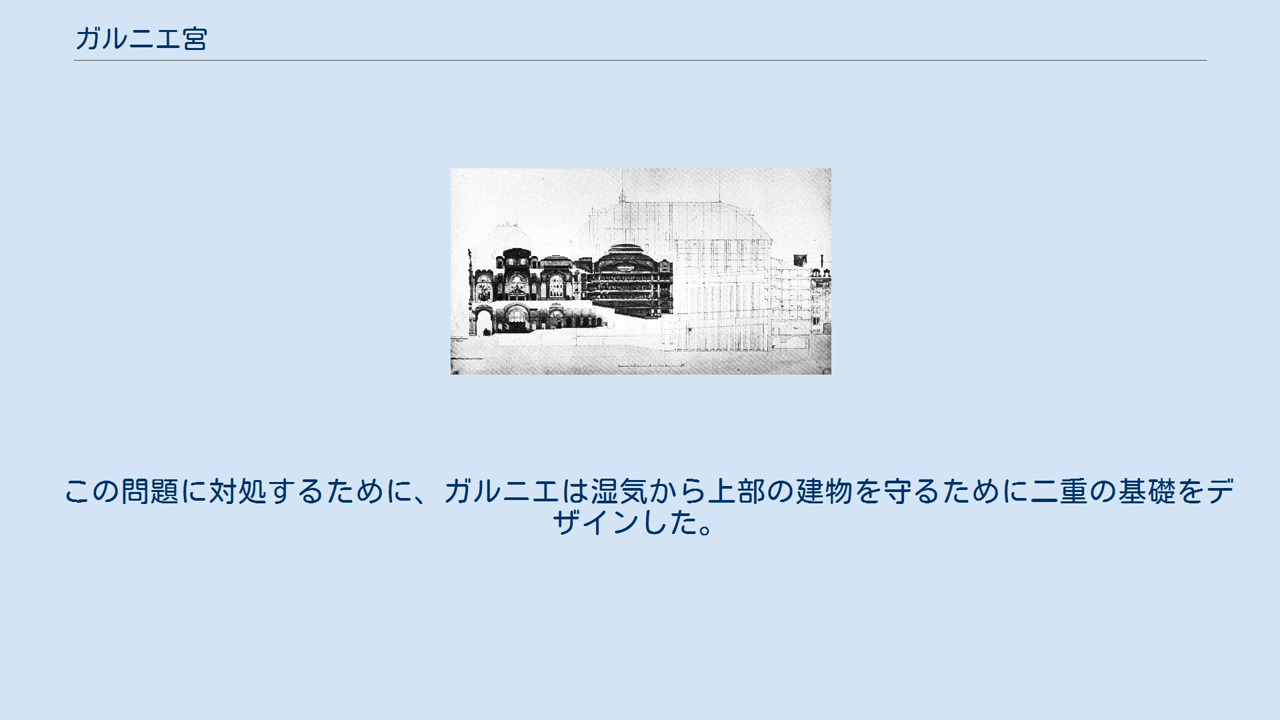 ガルニエ宮
この問題に対処するために、ガルニエは湿気から上部の建物を守るために二重の基礎をデ
ザインした。